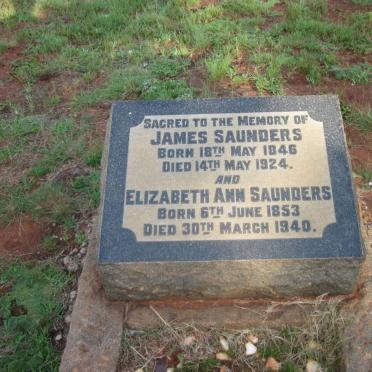 Sacred to the Memory of
James Saunders
Born 18th May 1846
Died 14th May 1924.
and
Elizabeth Ann Saunders
Born 6th June 1853
Died 30th March 1940.